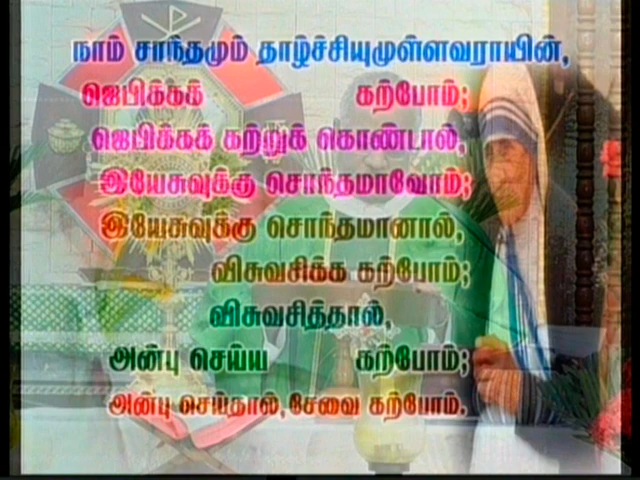 நாம் சாந்தமும் தாழ்ச்சியுமுள்ளவராயின்,
ஜெபிக்கக் கற்போம்;
ஜெபிக்கக் கற்றுக் கொண்டால்,
இயேசுவுக்கு சொந்தமாவோம்;
இயேசுவுக்கு சொந்தமானால்,
விசுவசிக்க கற்போம்;
விசுவசித்தால்,
அன்பு செய்ய கற்போம்;
அன்பு செய்தால்,சேவை கற்போம்.